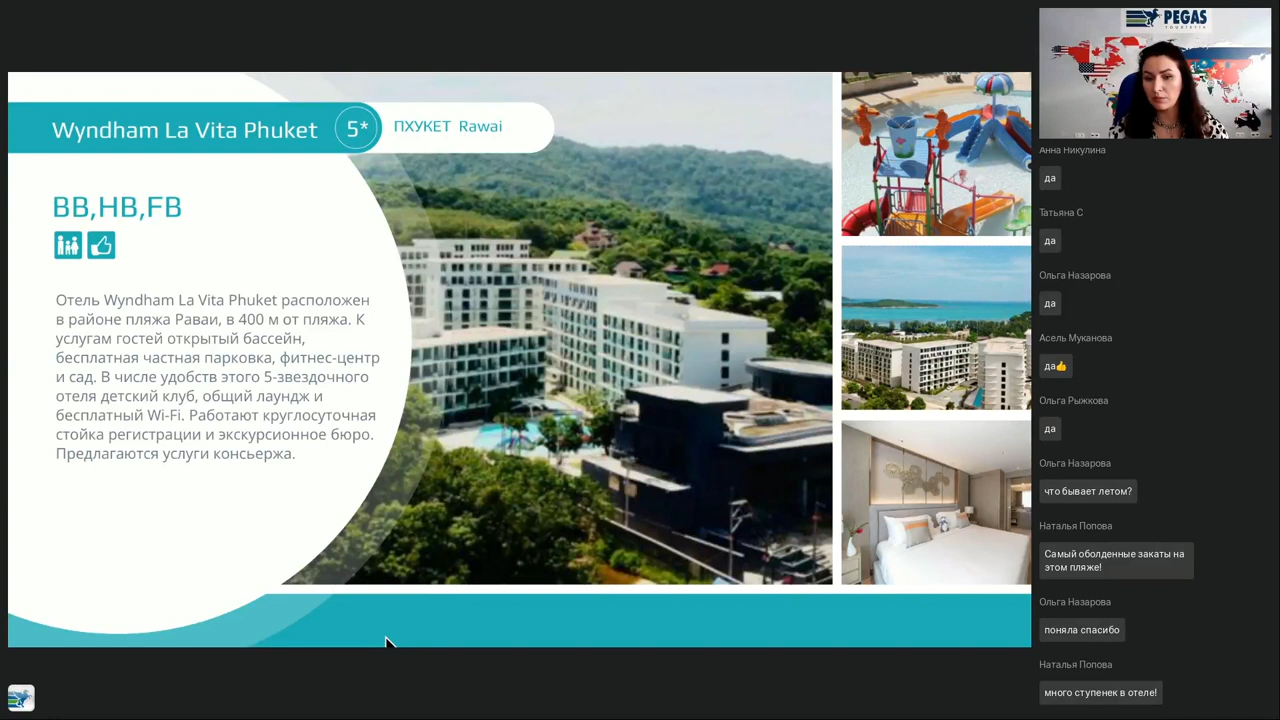 Wyndham La Vita Phuket
5*
ПХУКЕТ Rawai
BB,HB,FB
Отель Wyndham La Vita Phuket расположен
в районе пляжа Раваи, в 400 м от пляжа. К
услугам гостей открытый бассейн,
бесплатная частная парковка, фитнес-центр
и сад. В числе удобств этого 5-звездочного
отеля детский клуб, общий лаундж и
бесплатный Wi-Fi. Работают круглосуточная
стойка регистрации и экскурсионное бюро.
Предлагаются услуги консьержа.
PEGAS
TOURISTIK
Анна Никулина
да
Татьяна С
да
Ольга Назарова
да
Асель Муканова
да👍
Ольга Рыжкова
да
Ольга Назарова
что бывает летом?
Наталья Попова
Самый оболденные закаты на
этом пляже!
Ольга Назарова
поняла спасибо
Наталья Попова
много ступенек в отеле!